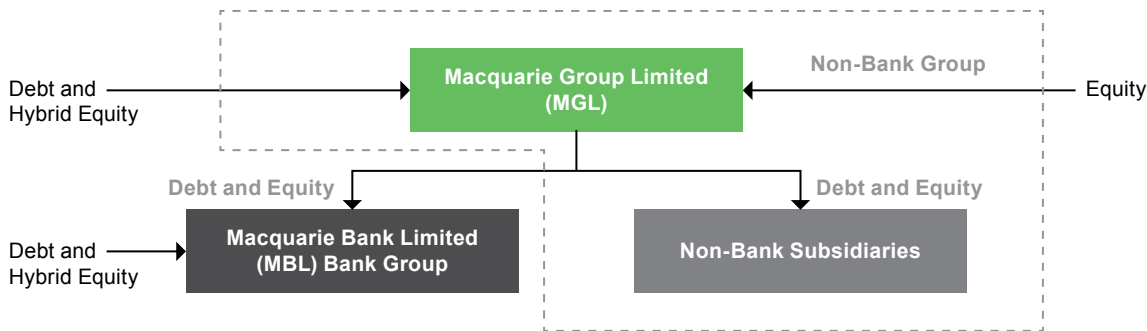 Macquarie Group Limited
(MGL)
Non-Bank Group
Debt and
Hybrid Equity
Equity
Debt and Equity
Debt and Equity
Macquarie Bank Limited
(MBL) Bank Group
Non-Bank Subsidiaries
Debt and
Hybrid Equity